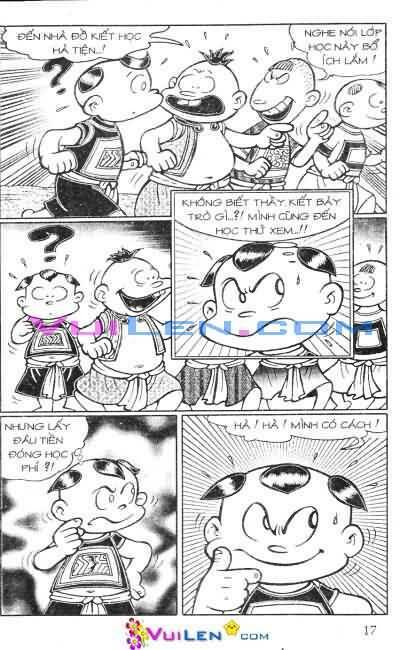 ĐẾN NHÀ ĐỒ KIẾT HỌC
HÀ TIỆN..!
NGHE NÓI LỚP
HỌC NÀY BỔ
ÍCH LẮM !
?
KHÔNG BIẾT THẦY KIẾT BÀY
TRÒ GÌ..?! MÌNH CŨNG ĐẾN
HỌC THỬ XEM..!!
?
VUILEN.COM
NHƯNG LẤY
ĐÂU TIỀN
ĐÓNG HỌC
PHÍ ?!
HÀ ! HÀ ! MÌNH CÓ CÁCH !
17
VUILEN.COM